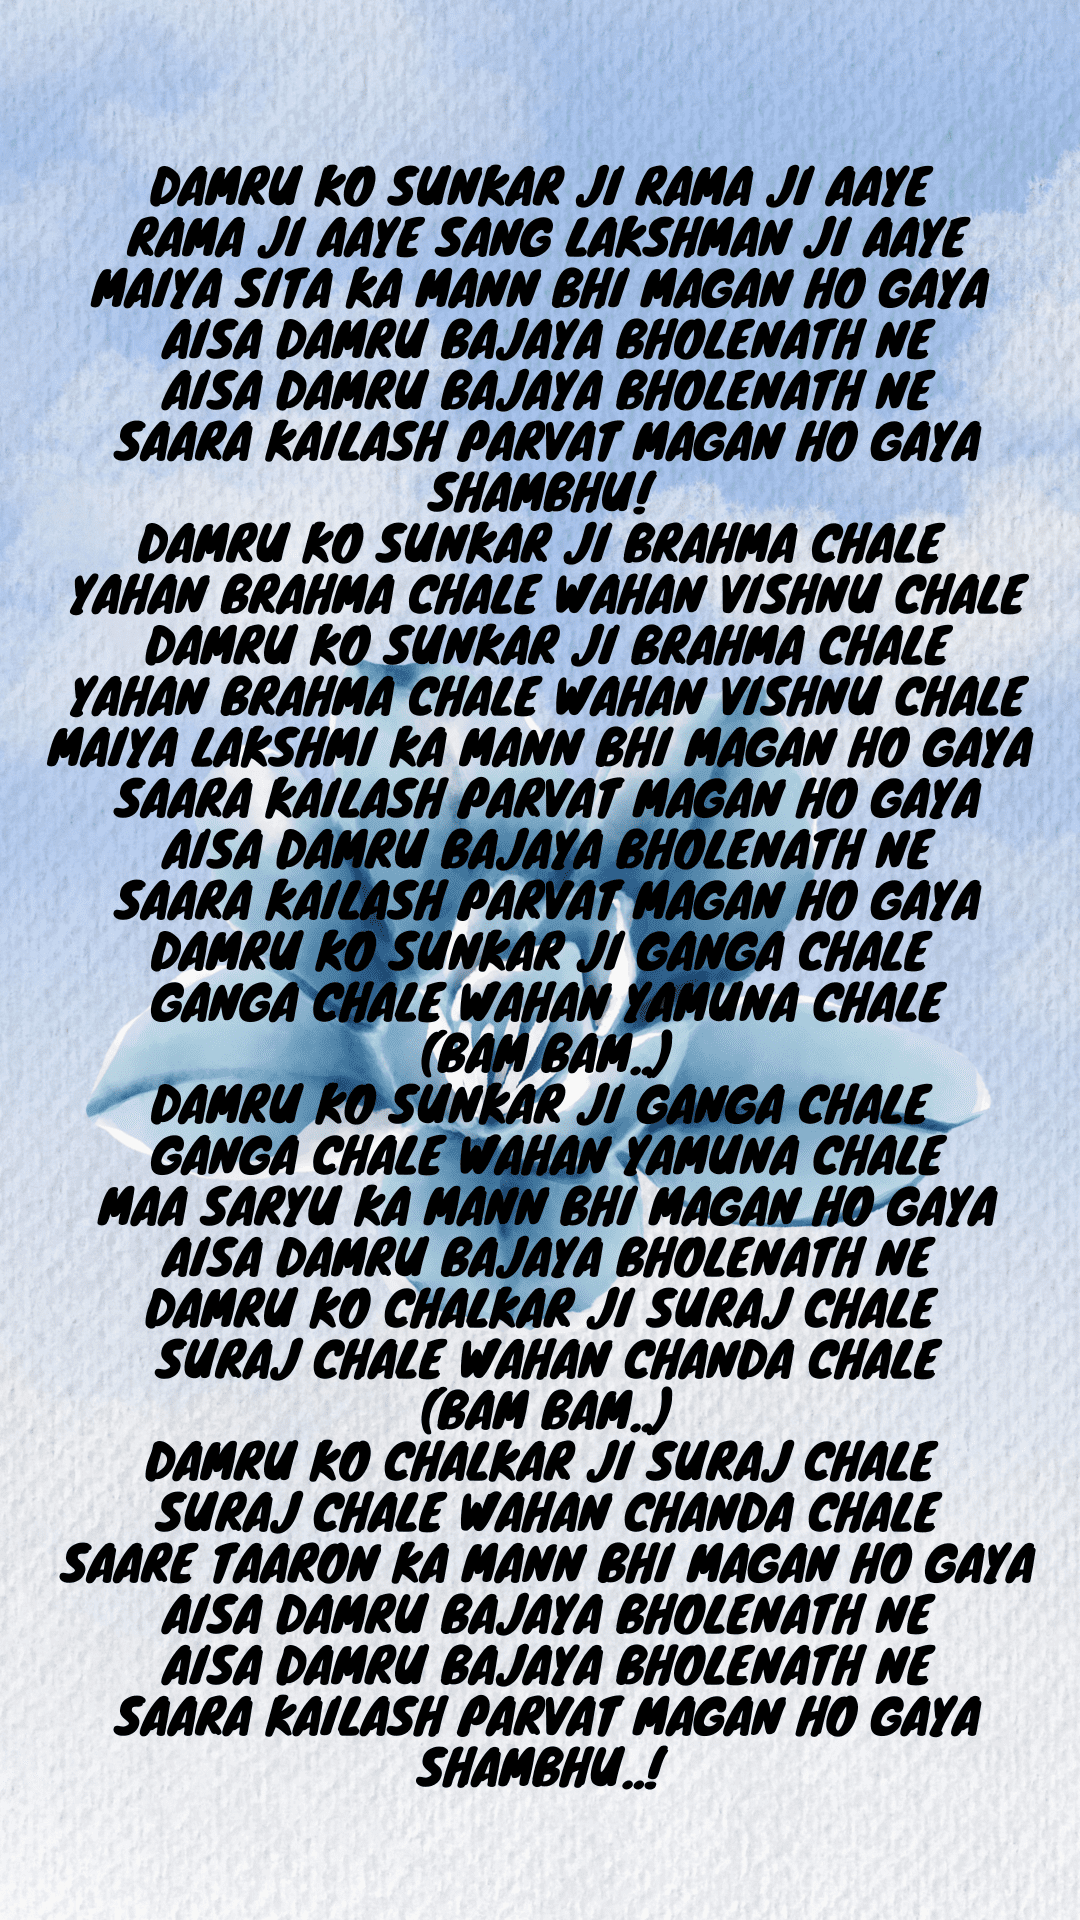 DAMRU KO SUNKAR JI RAMA JI AAYE
RAMA JI AAYE SANG LAKSHMAN JI AAYE
MAIYA SITA KA MANN BHI MAGAN HO GAYA
AISA DAMRU BAJAYA BHOLENATH NE
AISA DAMRU BAJAYA BHOLENATH NE
SAARA KAILASH PARVAT MAGAN HO GAYA
SHAMBHU!
DAMRU KO SUNKAR JI BRAHMA CHALE
YAHAN BRAHMA CHALE WAHAN VISHNU CHALE
DAMRU KO SUNKAR JI BRAHMA CHALE
YAHAN BRAHMA CHALE WAHAN VISHNU CHALE
MAIYA LAKSHMI KA MANN BHI MAGAN HO GAYA
SAARA KAILASH PARVAT MAGAN HO GAYA
AISA DAMRU BAJAYA BHOLENATH NE
SAARA KAILASH PARVAT MAGAN HO GAYA
DAMRU KO SUNKAR JI GANGA CHALE
GANGA CHALE WAHAN YAMUNA CHALE
(BAM BAM..)
DAMRU KO SUNKAR JI GANGA CHALE
GANGA CHALE WAHAN YAMUNA CHALE
MAA SARYU KA MANN BHI MAGAN HO GAYA
AISA DAMRU BAJAYA BHOLENATH NE
DAMRU KO CHALKAR JI SURAJ CHALE
SURAJ CHALE WAHAN CHANDA CHALE
(BAM BAM..)
DAMRU KO CHALKAR JI SURAJ CHALE
SURAJ CHALE WAHAN CHANDA CHALE
SAARE TAARON KA MANN BHI MAGAN HO GAYA
AISA DAMRU BAJAYA BHOLENATH NE
AISA DAMRU BAJAYA BHOLENATH NE
SAARA KAILASH PARVAT MAGAN HO GAYA
SHAMBHU...!